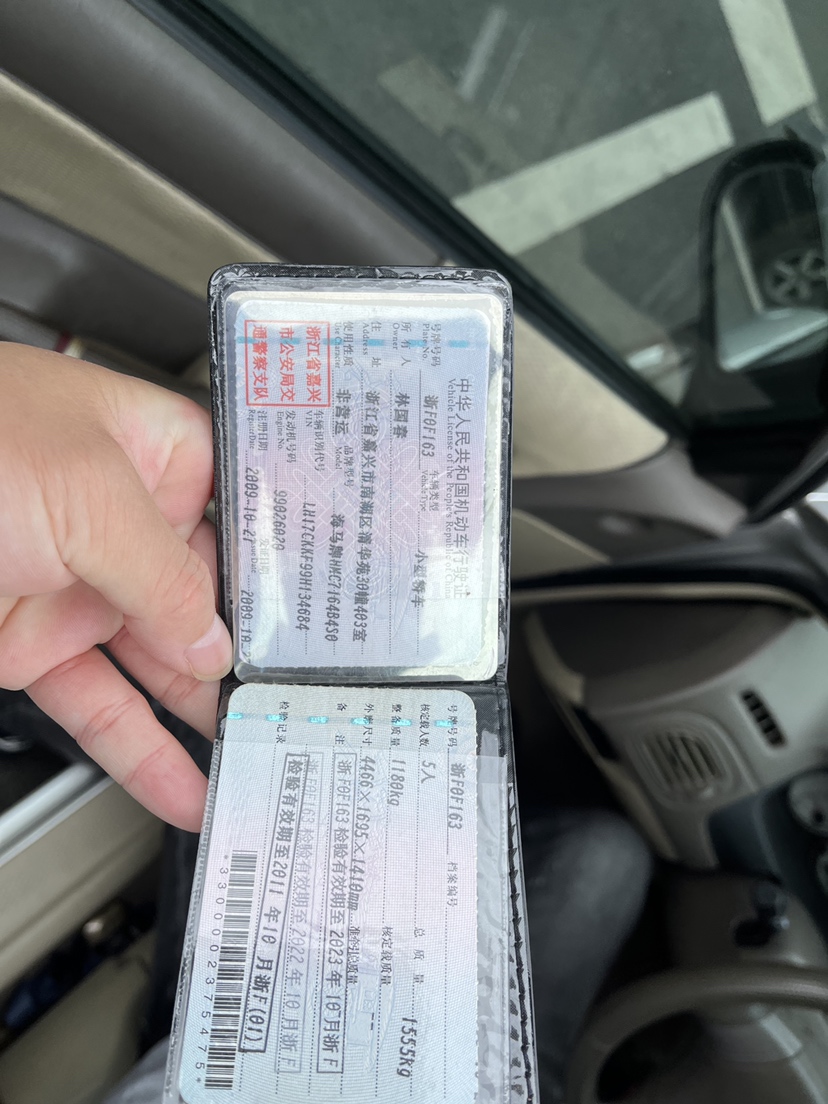 中华人民共和国机动车行驶证
Vehicle License of the People's Republic of China
号牌号码 浙F0F163 车辆类型 小型轿车
Plate No. Vehicle Type
所有人 林国春
Owner
住址 浙江省嘉兴市南湖区清华苑30幢403室
Address
使用性质 非营运 品牌型号 海马牌HMC7164B4S0
Use Character Model
浙江省嘉兴
市公安局交
通警察支队
车辆识别代号 LH17CKKF99H134684
VIN
发动机号码 99026020
Engine No.
注册日期 2009-10-21 发证日期 2009-10-2
Register Date Issue Date
号牌号码 浙F0F163 档案编号
核定载人数 5人 总质量 1555kg
整备质量 1180kg 核定载质量
外廓尺寸 4466×1695×1410mm 准牵引总质量
备注 浙F0F163 检验有效期至2023年10月浙F
浙F0F163 检验有效期至2022年10月浙F
检验记录 检验有效期至2011年10月浙F(01)
*3300002375475*